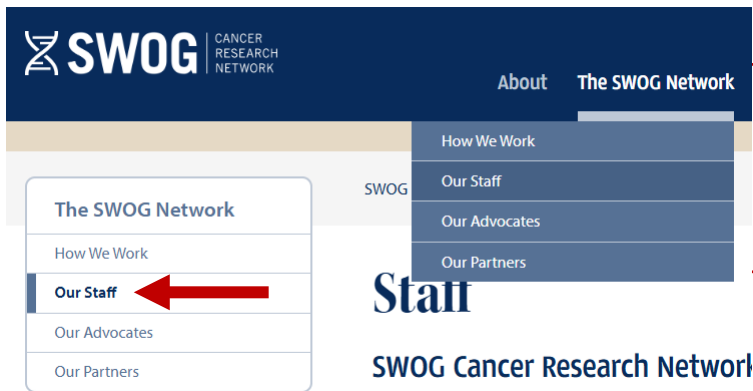 SWOG
CANCER
RESEARCH
NETWORK
About
The SWOG Network
How We Work
Our Staff
Our Advocates
Our Partners
SWOG
The SWOG Network
How We Work
Our Staff
Our Advocates
Our Partners
Staff
SWOG Cancer Research Network